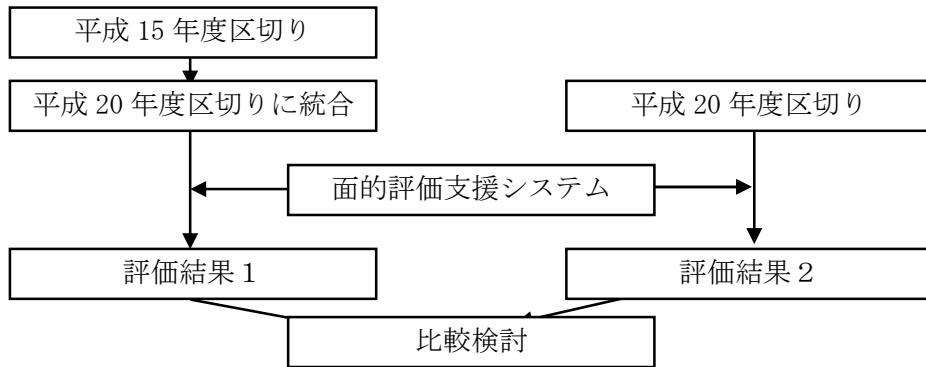 平成 15 年度区切り
平成 20 年度区切りに統合
平成 20 年度区切り
面的評価支援システム
評価結果１
評価結果２
比較検討